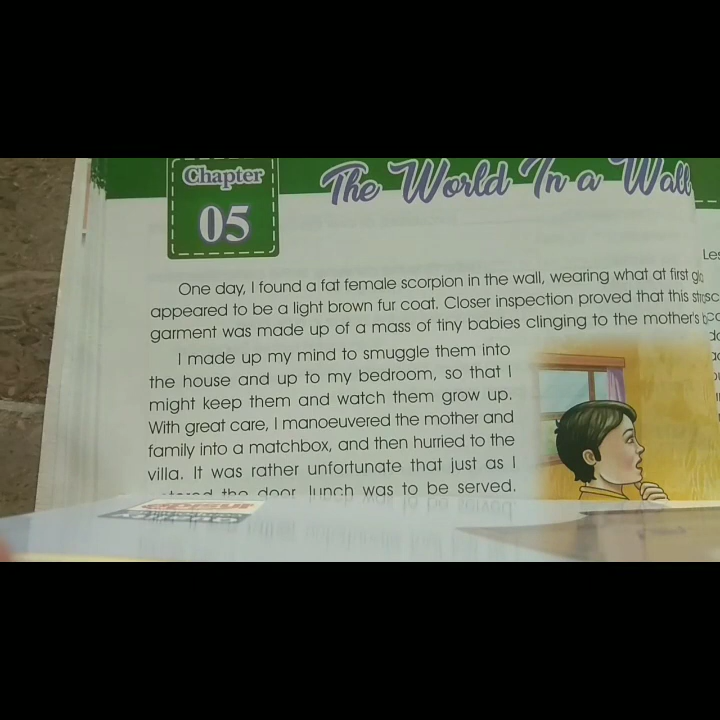 Chapter
05
The World In a Wall
Les
One day, I found a fat female scorpion in the wall, wearing what at first
appeared to be a light brown fur coat. Closer inspection proved that this
garment was made up of a mass of tiny babies clinging to the mother's
I made up my mind to smuggle them into
the house and up to my bedroom, so that I
might keep them and watch them grow up.
With great care, I manoeuvered the mother and
family into a matchbox, and then hurried to the
villa. It was rather unfortunate that just as I
the door, lunch was to be served.